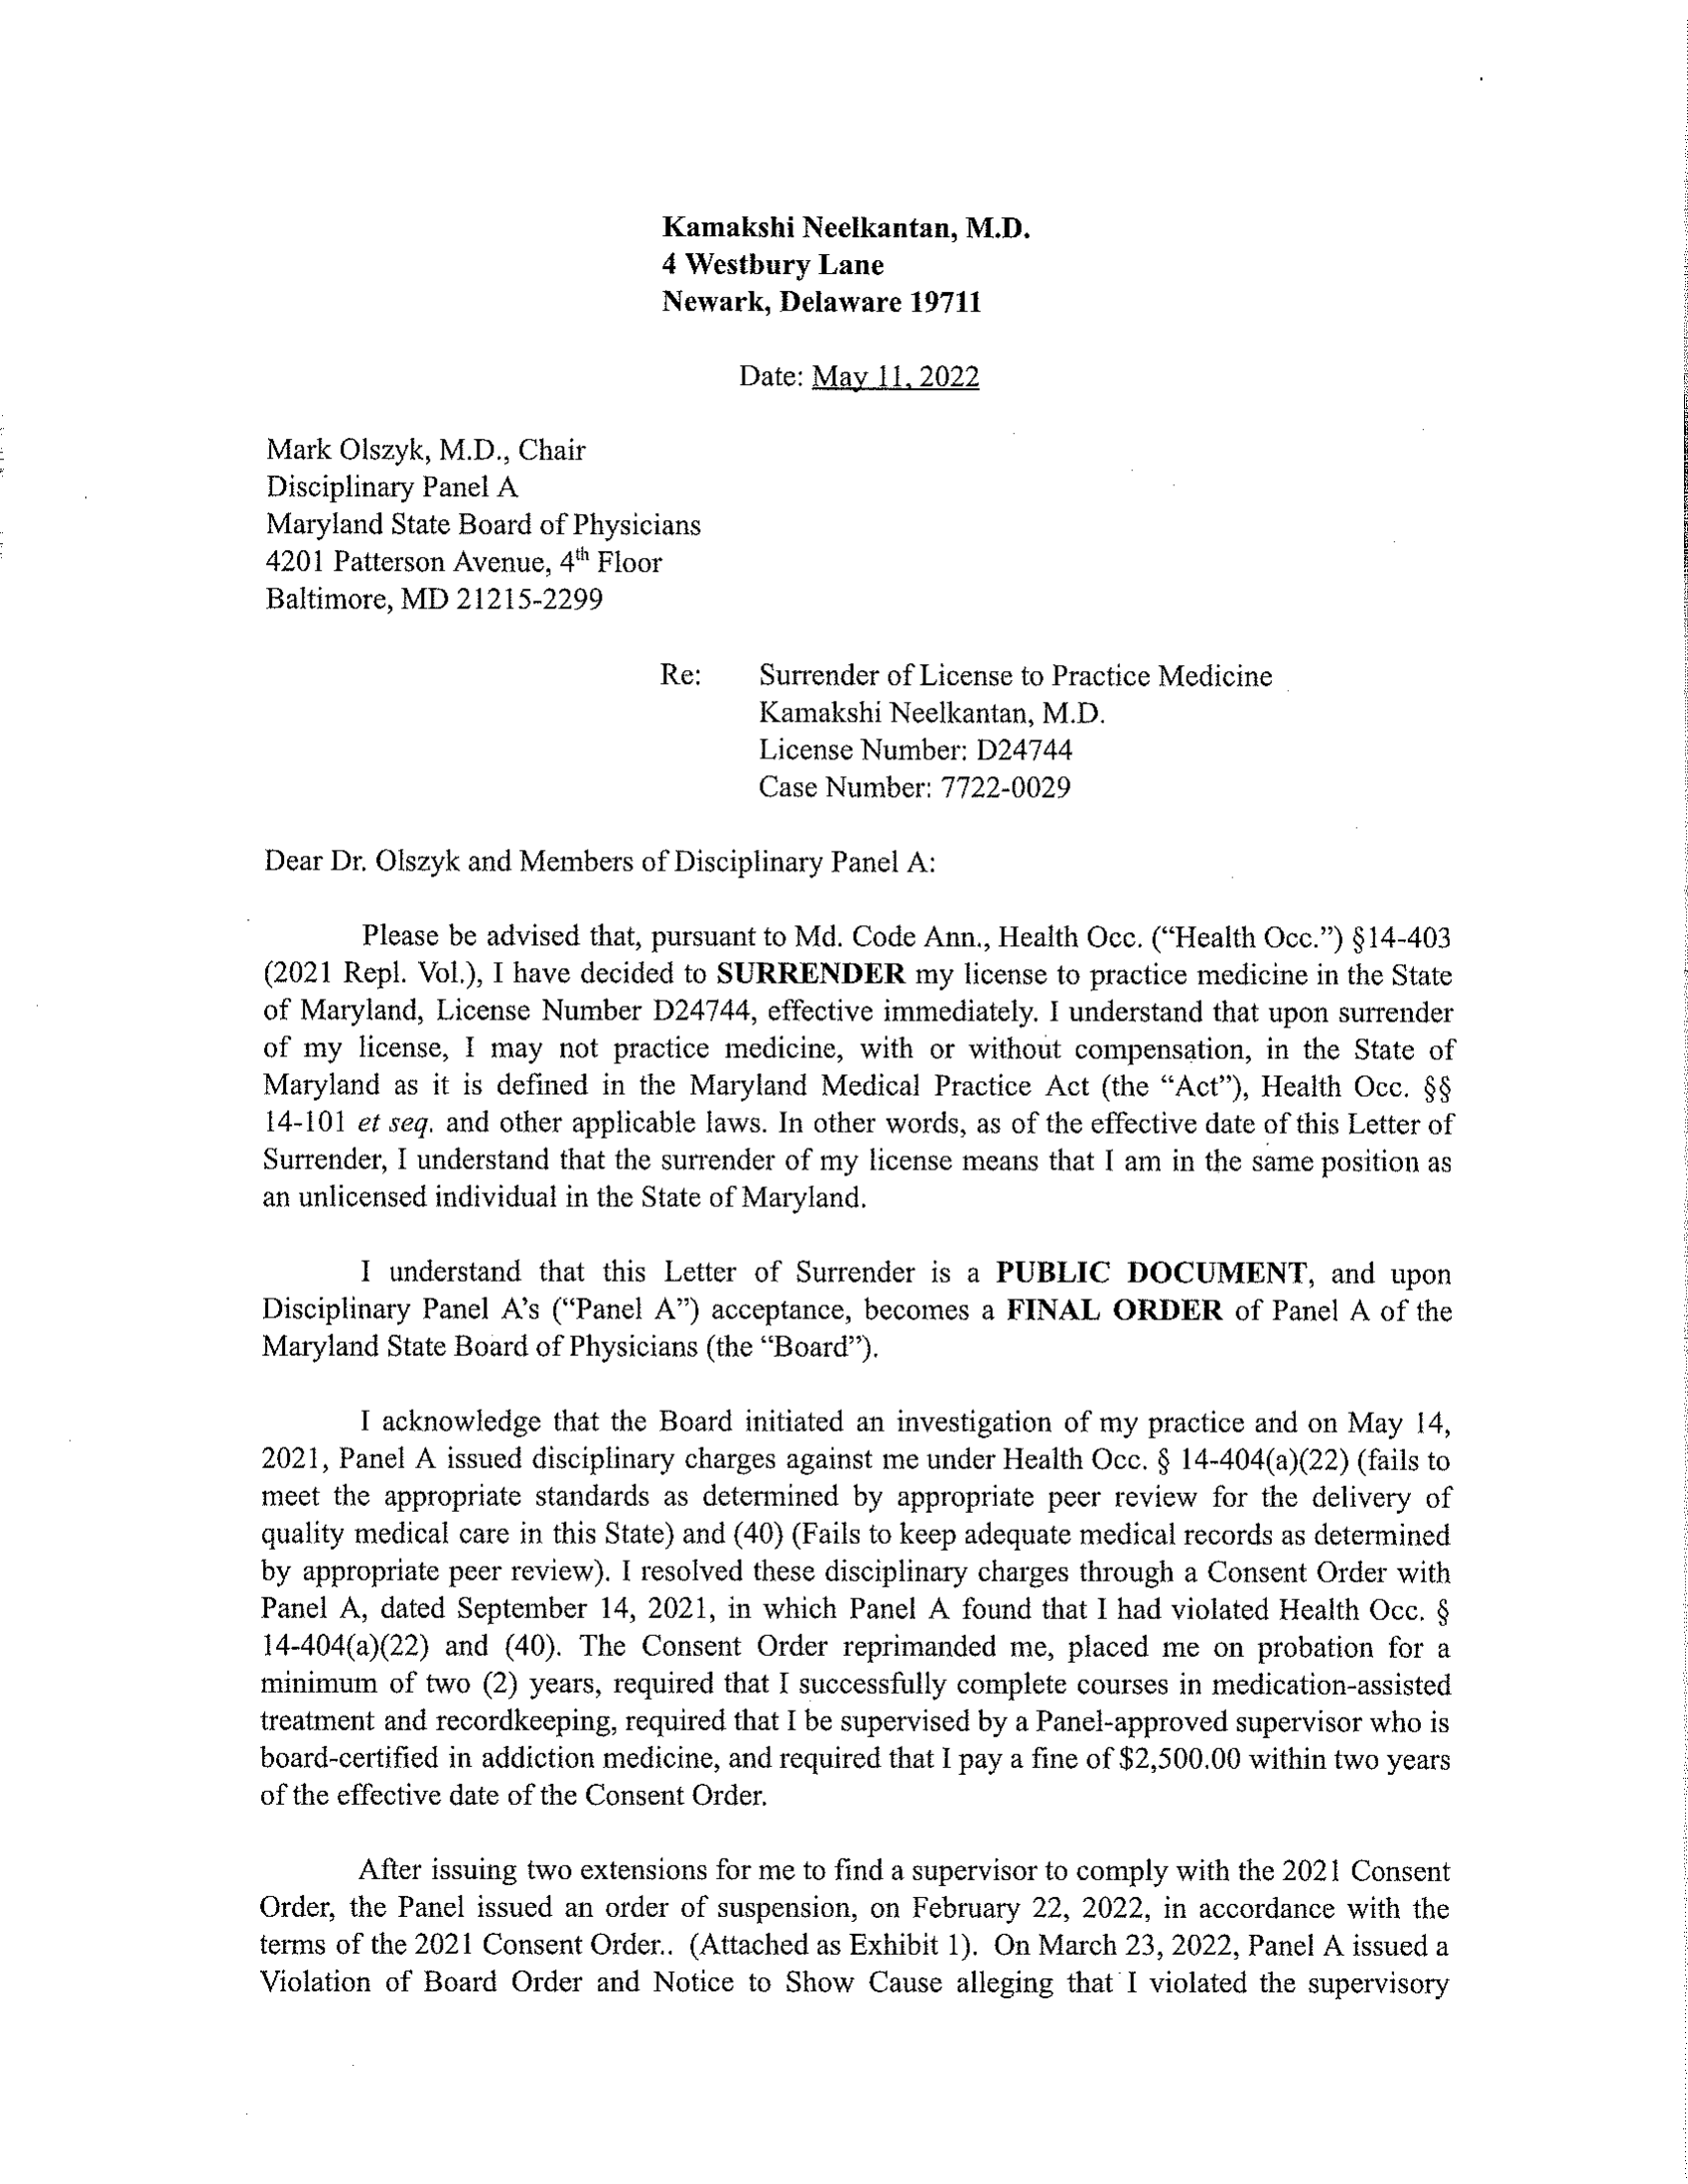 Kamakshi Neelkantan, M.D.
4 Westbury Lane
Newark, Delaware 19711
Date: May 11, 2022
Mark Olszyk, M.D., Chair
Disciplinary Panel A
Maryland State Board of Physicians
4201 Patterson Avenue, 4th Floor
Baltimore, MD 21215-2299
Re: Surrender of License to Practice Medicine
Kamakshi Neelkantan, M.D.
License Number: D24744
Case Number: 7722-0029
Dear Dr. Olszyk and Members of Disciplinary Panel A:
Please be advised that, pursuant to Md. Code Ann., Health Occ. (“Health Occ.”) §14-403
(2021 Repl. Vol.), I have decided to SURRENDER my license to practice medicine in the State
of Maryland, License Number D24744, effective immediately. I understand that upon surrender
of my license, I may not practice medicine, with or without compensation, in the State of
Maryland as it is defined in the Maryland Medical Practice Act (the “Act”), Health Occ. §§
14-101 et seq. and other applicable laws. In other words, as of the effective date of this Letter of
Surrender, I understand that the surrender of my license means that I am in the same position as
an unlicensed individual in the State of Maryland.
I understand that this Letter of Surrender is a PUBLIC DOCUMENT, and upon
Disciplinary Panel A’s (“Panel A”) acceptance, becomes a FINAL ORDER of Panel A of the
Maryland State Board of Physicians (the “Board”).
I acknowledge that the Board initiated an investigation of my practice and on May 14,
2021, Panel A issued disciplinary charges against me under Health Occ. § 14-404(a)(22) (fails to
meet the appropriate standards as determined by appropriate peer review for the delivery of
quality medical care in this State) and (40) (Fails to keep adequate medical records as determined
by appropriate peer review). I resolved these disciplinary charges through a Consent Order with
Panel A, dated September 14, 2021, in which Panel A found that I had violated Health Occ. §
14-404(a)(22) and (40). The Consent Order reprimanded me, placed me on probation for a
minimum of two (2) years, required that I successfully complete courses in medication-assisted
treatment and recordkeeping, required that I be supervised by a Panel-approved supervisor who is
board-certified in addiction medicine, and required that I pay a fine of $2,500.00 within two years
of the effective date of the Consent Order.
After issuing two extensions for me to find a supervisor to comply with the 2021 Consent
Order, the Panel issued an order of suspension, on February 22, 2022, in accordance with the
terms of the 2021 Consent Order.. (Attached as Exhibit 1). On March 23, 2022, Panel A issued a
Violation of Board Order and Notice to Show Cause alleging that I violated the supervisory